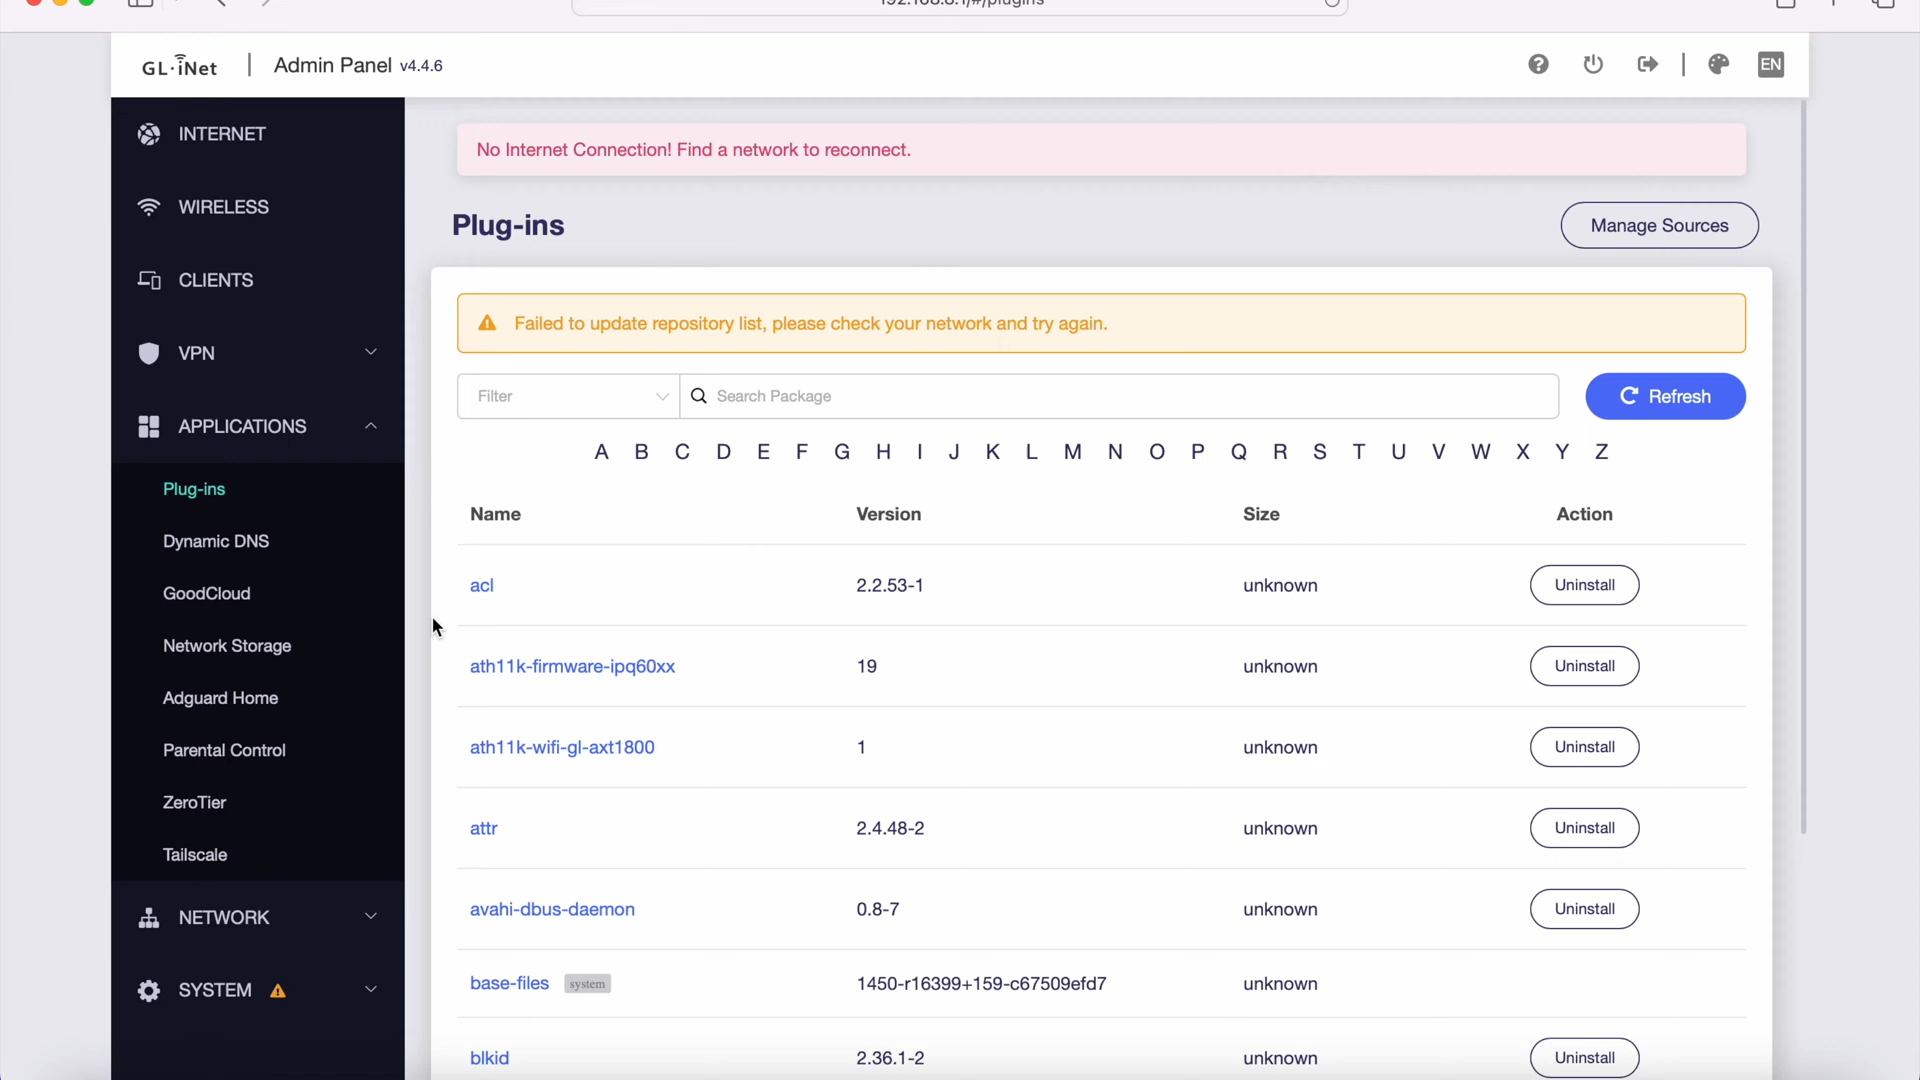 192.168.8.1/#/plugins
GL·iNet | Admin Panel v4.4.6
EN
INTERNET
WIRELESS
CLIENTS
VPN
APPLICATIONS
Plug-ins
Dynamic DNS
GoodCloud
Network Storage
Adguard Home
Parental Control
ZeroTier
Tailscale
NETWORK
SYSTEM
No Internet Connection! Find a network to reconnect.
Plug-ins
Manage Sources
Failed to update repository list, please check your network and try again.
Filter
Search Package
Refresh
A B C D E F G H I J K L M N O P Q R S T U V W X Y Z
Name Version Size Action
acl 2.2.53-1 unknown Uninstall
ath11k-firmware-ipq60xx 19 unknown Uninstall
ath11k-wifi-gl-axt1800 1 unknown Uninstall
attr 2.4.48-2 unknown Uninstall
avahi-dbus-daemon 0.8-7 unknown Uninstall
base-files system 1450-r16399+159-c67509efd7 unknown
blkid 2.36.1-2 unknown Uninstall